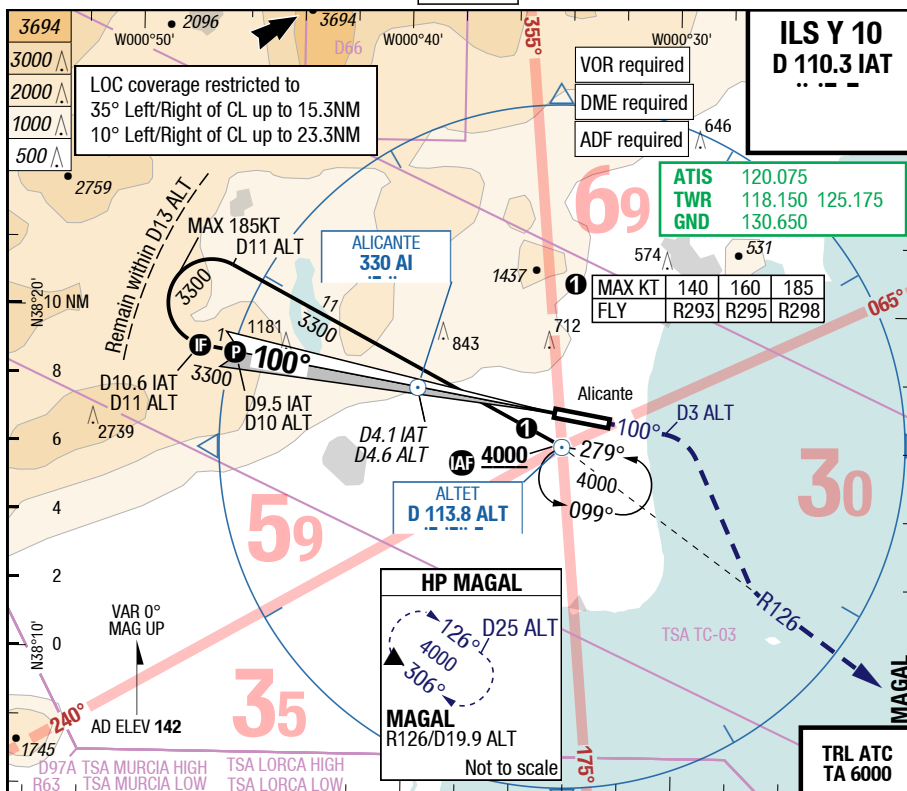 3694
3000
2000
1000
500
2096
3694
W000°50'
W000°40'
W000°30'
D66
355°
ILS Y 10
D 110.3 IAT
LOC coverage restricted to
35° Left/Right of CL up to 15.3NM
10° Left/Right of CL up to 23.3NM
VOR required
DME required
ADF required
646
2759
ATIS 120.075
TWR 118.150 125.175
GND 130.650
69
Remain within D13 ALT
MAX 185KT
D11 ALT
ALICANTE
330 AI
574
531
1437
1 MAX KT 140 160 185
FLY R293 R295 R298
N38°20'
10 NM
3300
11
3300
065°
1181
843
712
1
IF
P
100°
3300
8
D10.6 IAT
D11 ALT
D9.5 IAT
D10 ALT
Alicante
100°
D3 ALT
2739
D4.1 IAT
D4.6 ALT
1
6
IAF 4000
279°
4000
099°
ALTET
D 113.8 ALT
30
4
59
2
HP MAGAL
126°
D25 ALT
4000
306°
MAGAL
R126/D19.9 ALT
Not to scale
R126
VAR 0°
MAG UP
TSA TC-03
N38°10'
0
MAGAL
240°
AD ELEV 142
35
175°
1745
D97A TSA MURCIA HIGH
R63 TSA MURCIA LOW
TSA LORCA HIGH
TSA LORCA LOW
TRL ATC
TA 6000